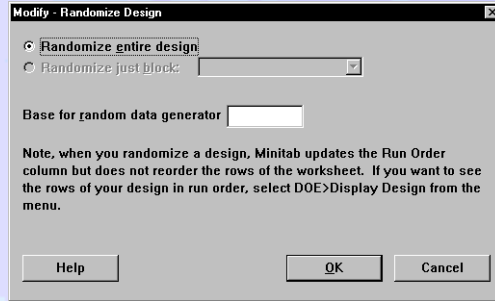 Modify - Randomize Design
Randomize entire design
Randomize just block:
Base for random data generator
Note, when you randomize a design, Minitab updates the Run Order
column but does not reorder the rows of the worksheet. If you want to see
the rows of your design in run order, select DOE>Display Design from the
menu.
Help
OK
Cancel